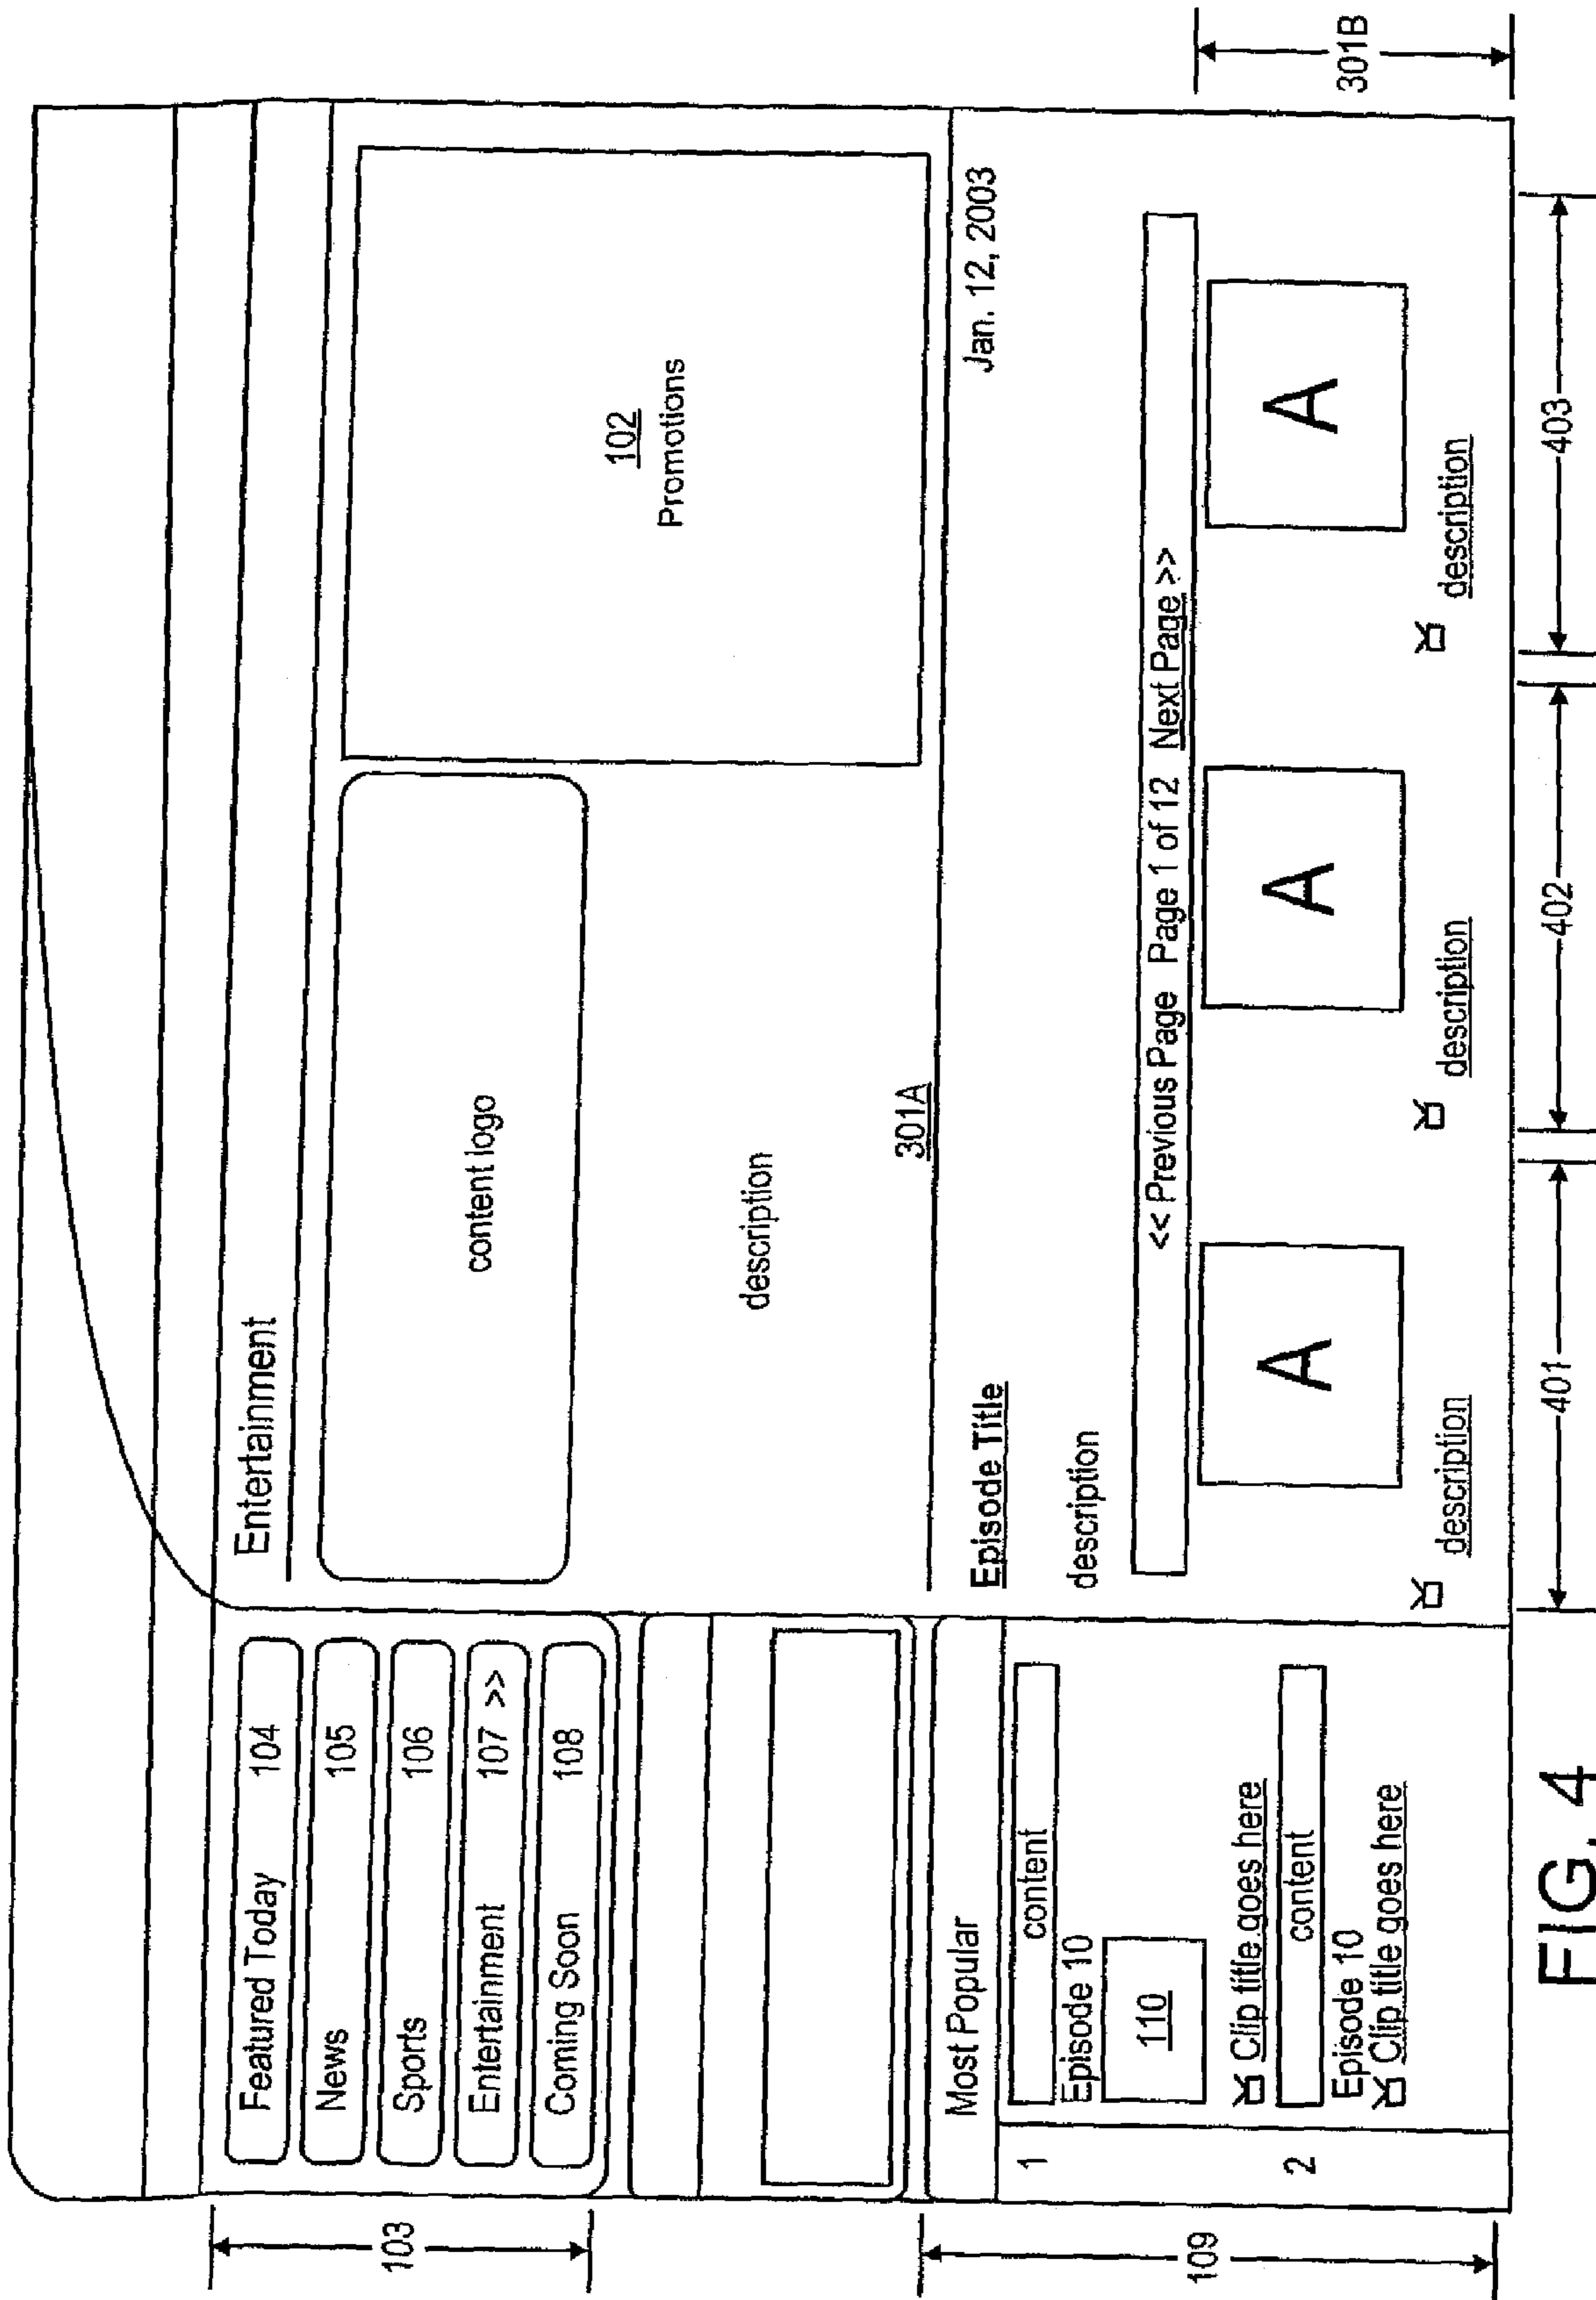 Featured Today 104
News 105
Sports 106
Entertainment 107 >>
Coming Soon 108
103
Most Popular
1
content
Episode 10
110
Clip title goes here
2
content
Episode 10
Clip title goes here
109
Entertainment
content logo
description
102
Promotions
301A
Episode Title
Jan. 12, 2003
description
<< Previous Page Page 1 of 12 Next Page >>
A
A
A
description
description
description
301B
401
402
403
FIG. 4